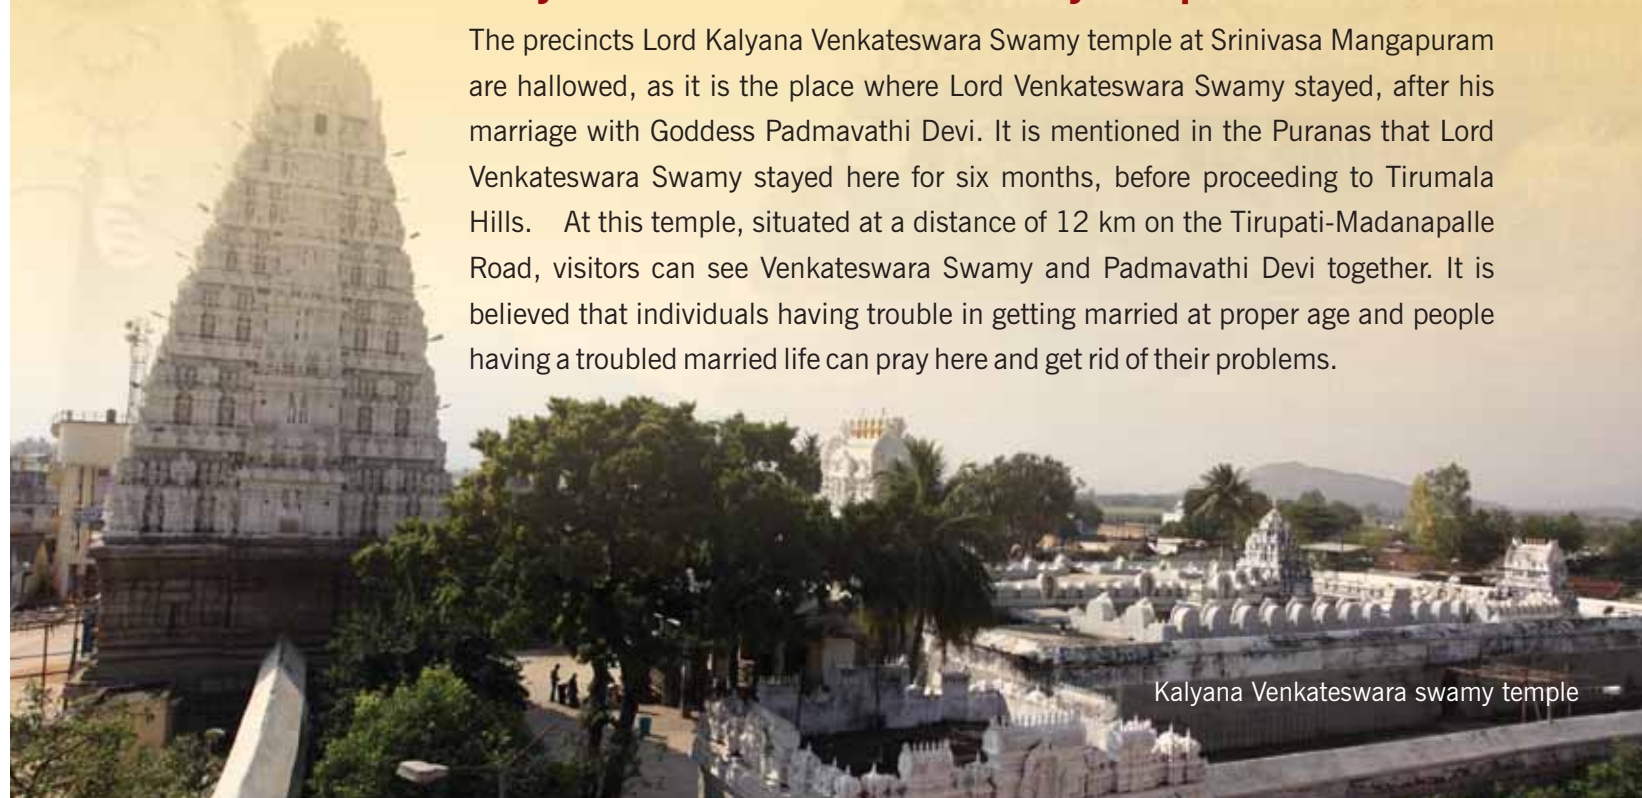 The precincts Lord Kalyana Venkateswara Swamy temple at Srinivasa Mangapuram
are hallowed, as it is the place where Lord Venkateswara Swamy stayed, after his
marriage with Goddess Padmavathi Devi. It is mentioned in the Puranas that Lord
Venkateswara Swamy stayed here for six months, before proceeding to Tirumala
Hills. At this temple, situated at a distance of 12 km on the Tirupati-Madanapalle
Road, visitors can see Venkateswara Swamy and Padmavathi Devi together. It is
believed that individuals having trouble in getting married at proper age and people
having a troubled married life can pray here and get rid of their problems.
Kalyana Venkateswara swamy temple